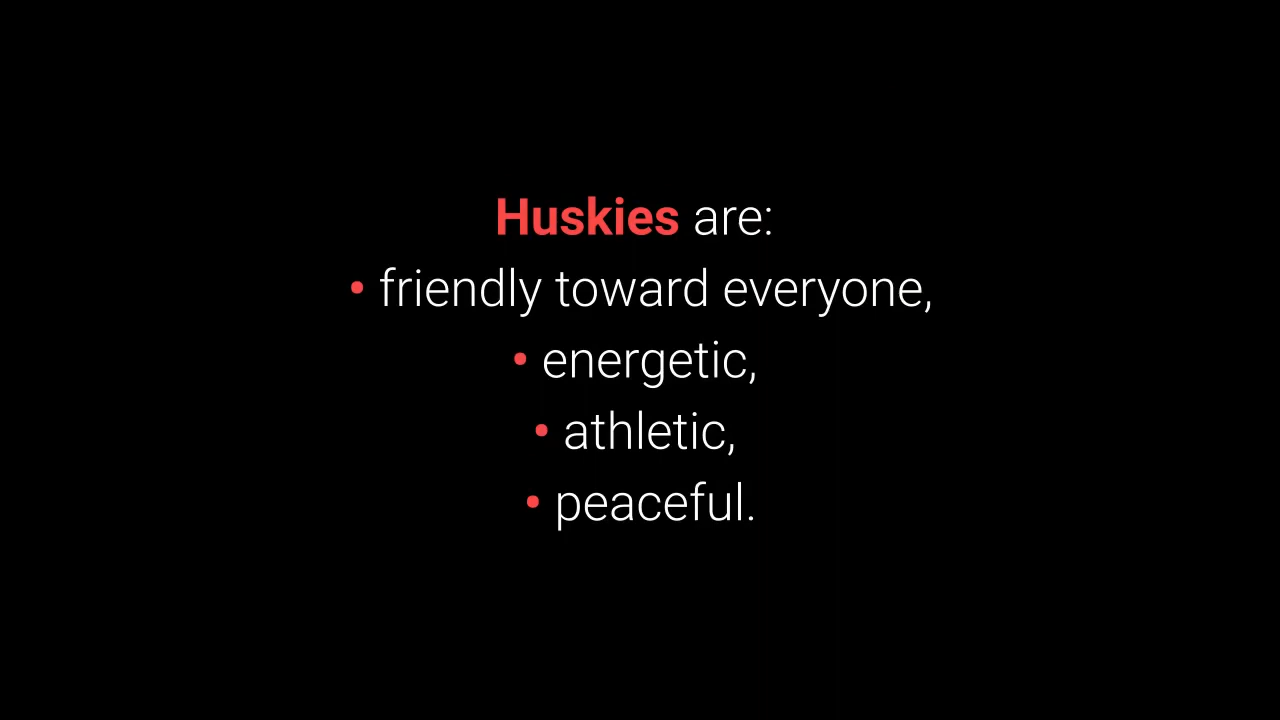 Huskies are:
• friendly toward everyone,
• energetic,
• athletic,
• peaceful.